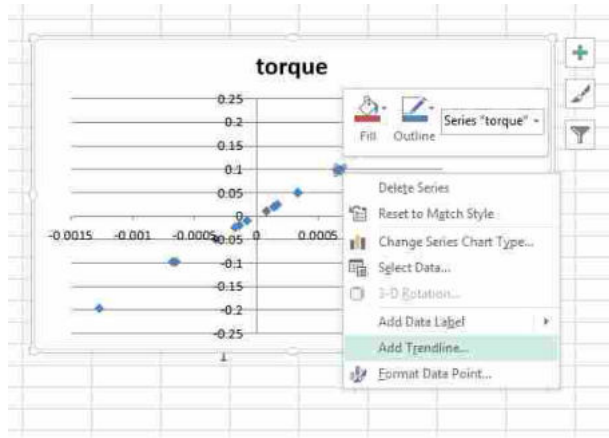 torque
0.25
0.2
0.15
0.1
0.05
0
-0.0015 -0.001 -0.0005 0 0.0005
-0.05
-0.1
-0.15
-0.2
-0.25
Fill Outline Series "torque"
Delete Series
Reset to Match Style
Change Series Chart Type...
Select Data...
3-D Rotation...
Add Data Label
Add Trendline...
Format Data Point...